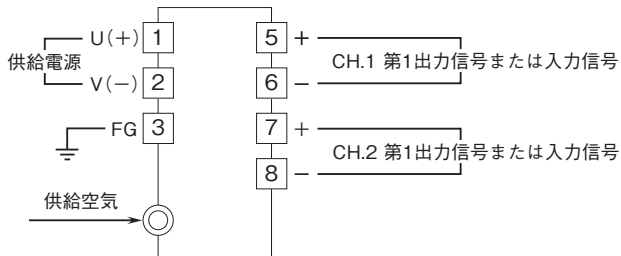 U(+) 1
供給電源
V(−) 2
FG 3
供給空気
5 +
CH.1 第1出力信号または入力信号
6 −
7 +
CH.2 第1出力信号または入力信号
8 −